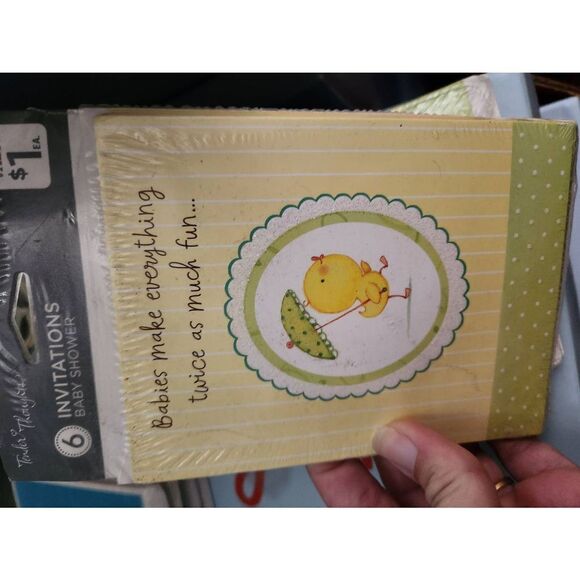 $1 EA.
Tender Thoughts
6 INVITATIONS
BABY SHOWER
Babies make everything
twice as much fun...